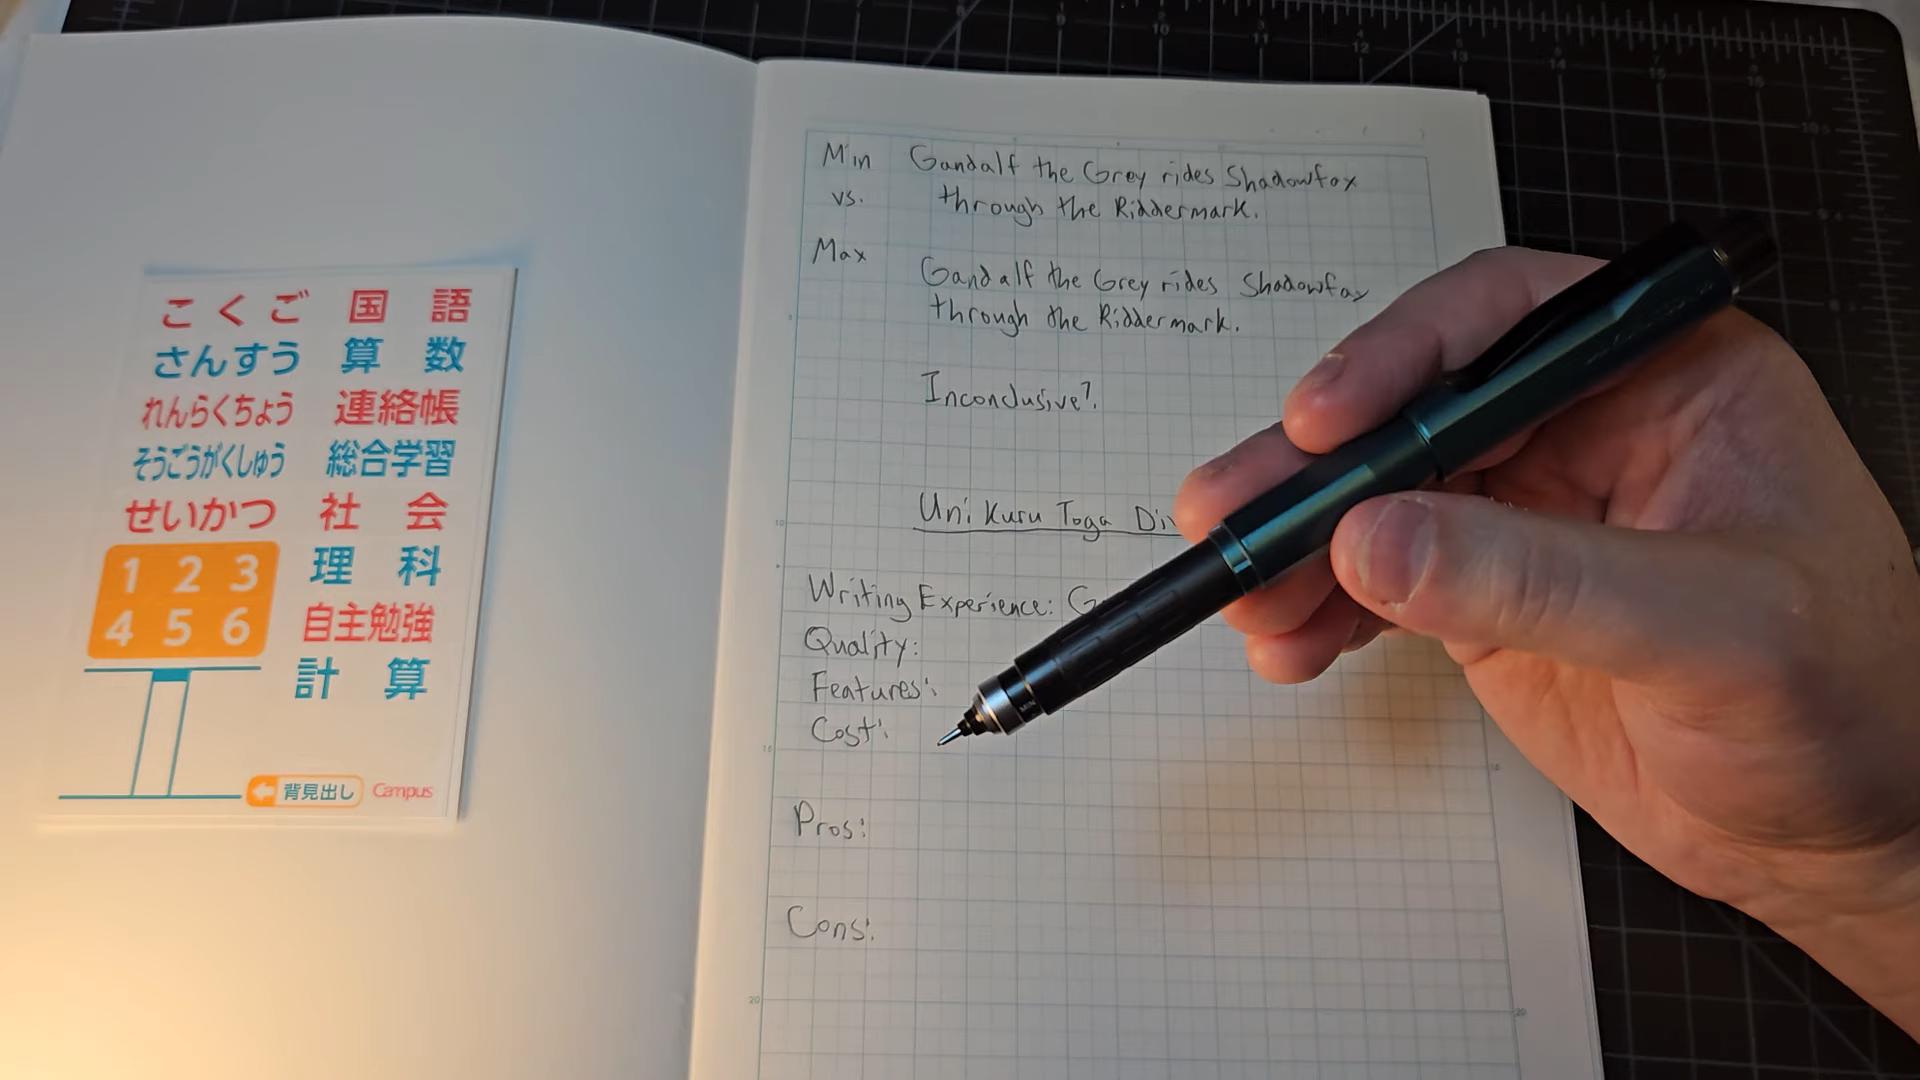 こくご 国語
さんすう 算数
れんらくちょう 連絡帳
そうごうがくしゅう 総合学習
せいかつ 社会
1 2 3 理科
4 5 6 自主勉強
計算
背見出し Campus
Min Gandalf the Grey rides Shadowfox
vs. through the Riddermark.
Max Gandalf the Grey rides Shadowfax
through the Riddermark.
Inconclusive?
Uni Kuru Toga Div
Writing Experience: G
Quality:
Features:
Cost:
Pros:
Cons:
MIN